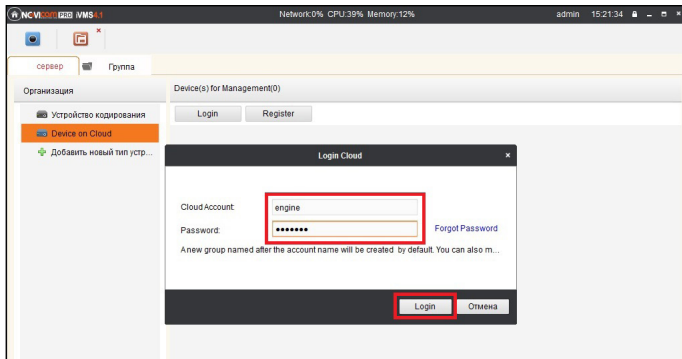 NOVIcam PRO iVMS4.1 Network:0% CPU:39% Memory:12% admin 15:21:34
сервер Группа
Организация Device(s) for Management(0)
Устройство кодирования Login Register
Device on Cloud
Добавить новый тип устр...
Login Cloud
Cloud Account: engine
Password: ●●●●●●● Forgot Password
A new group named after the account name will be created by default. You can also m...
Login Отмена